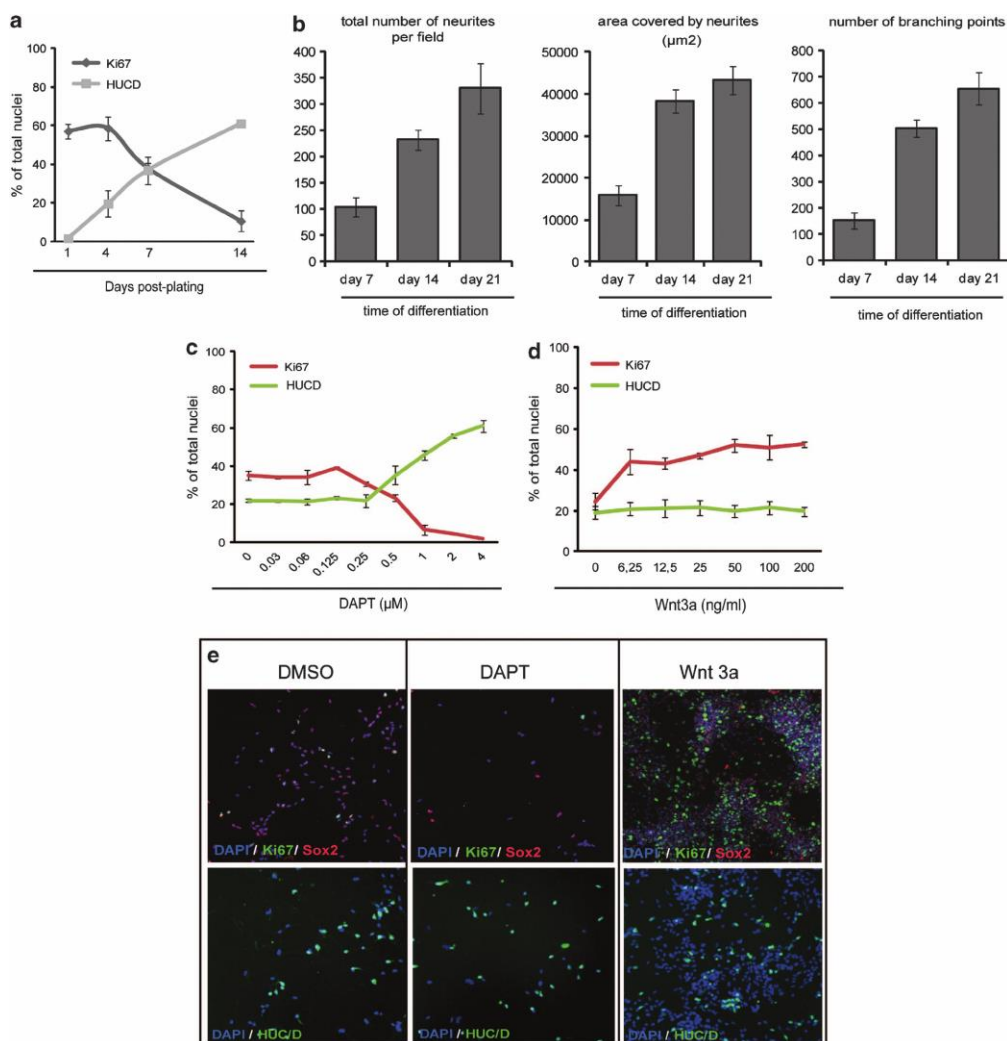 a
100
80
60
40
20
0
% of total nuclei
Ki67
HUCD
1 4 7 14
Days post-plating
b
total number of neurites
per field
400
350
300
250
200
150
100
50
0
day 7 day 14 day 21
time of differentiation
area covered by neurites
(µm2)
50000
40000
30000
20000
10000
0
day 7 day 14 day 21
time of differentiation
number of branching points
800
700
600
500
400
300
200
100
0
day 7 day 14 day 21
time of differentiation
c
100
80
60
40
20
0
% of total nuclei
Ki67
HUCD
0 0.03 0.06 0.125 0.25 0.5 1 2 4
DAPT (µM)
d
100
80
60
40
20
0
% of total nuclei
Ki67
HUCD
0 6,25 12,5 25 50 100 200
Wnt3a (ng/ml)
e
DMSO DAPT Wnt 3a
DAPI / Ki67/ Sox2
DAPI / Ki67/ Sox2
DAPI / Ki67/ Sox2
DAPI / HUC/D
DAPI / HUC/D
DAPI / HUC/D